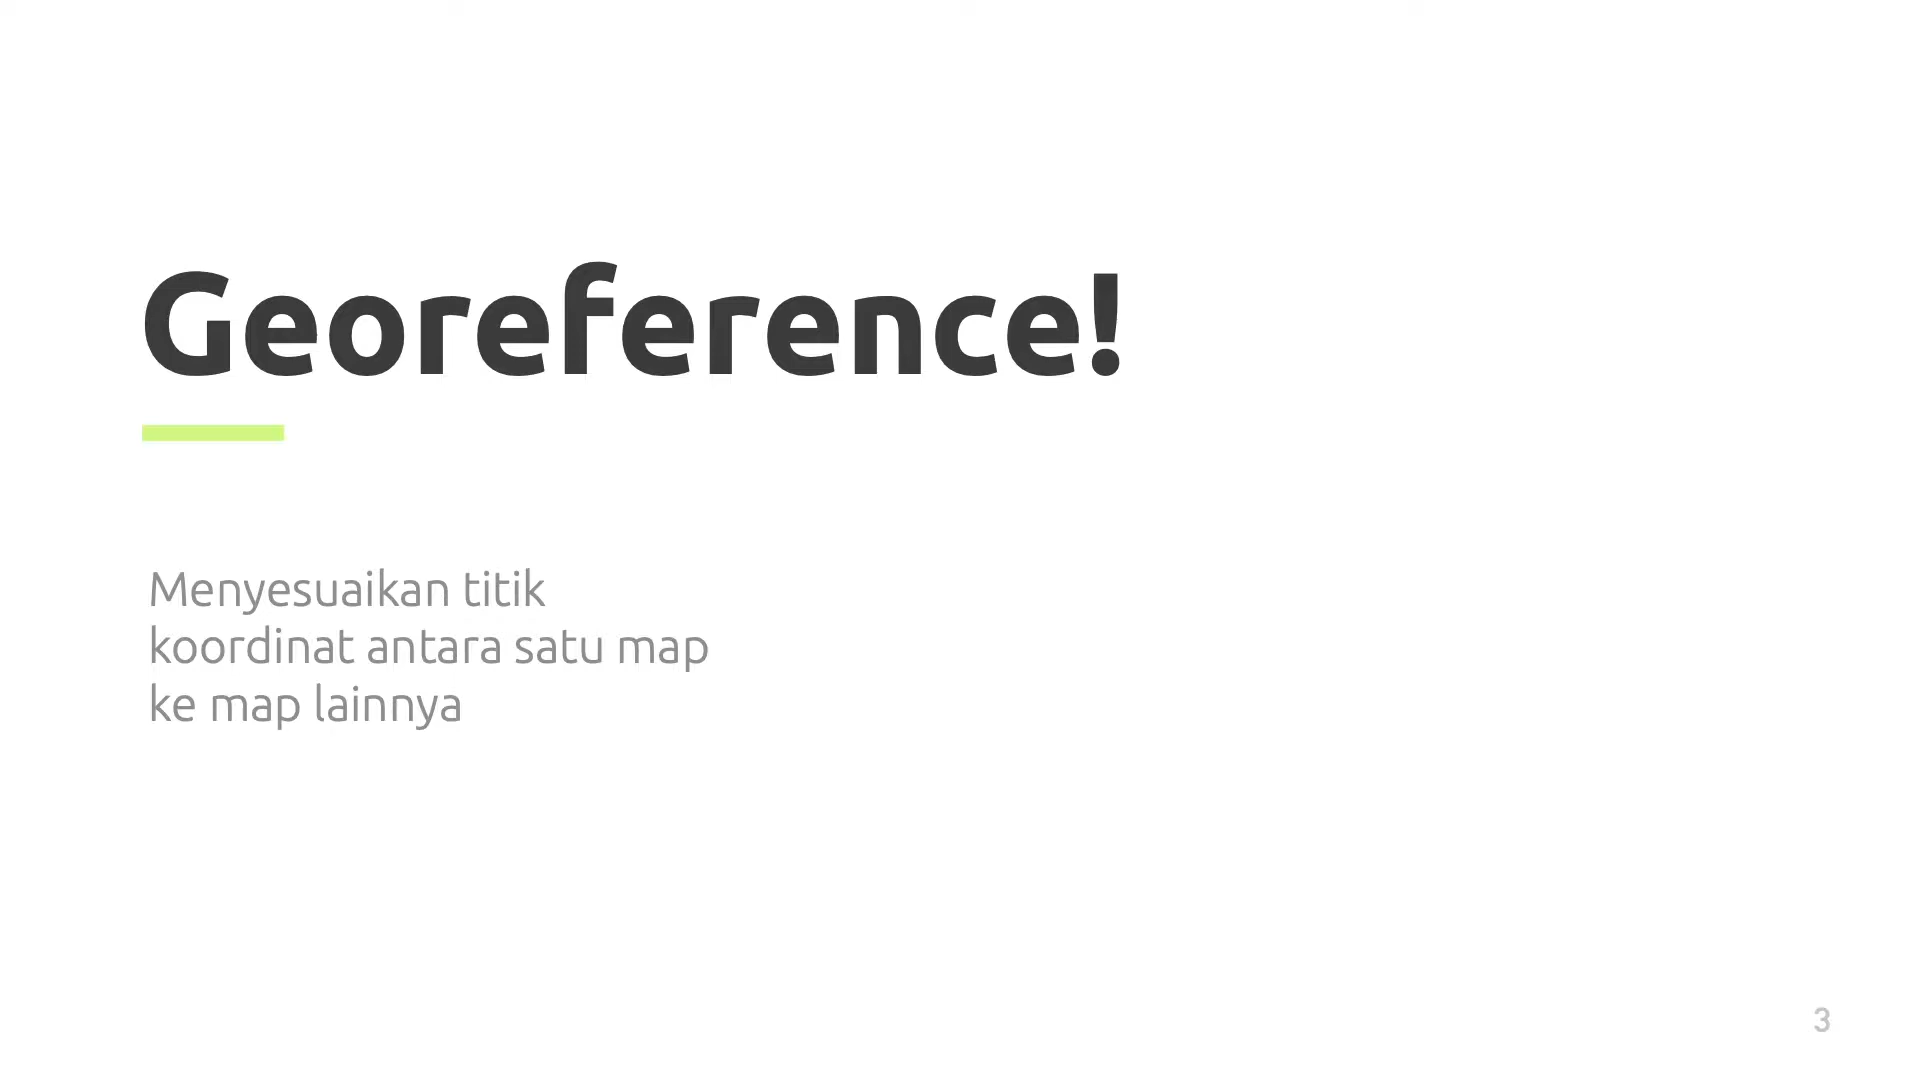 Georeference!
Menyesuaikan titik
koordinat antara satu map
ke map lainnya
3